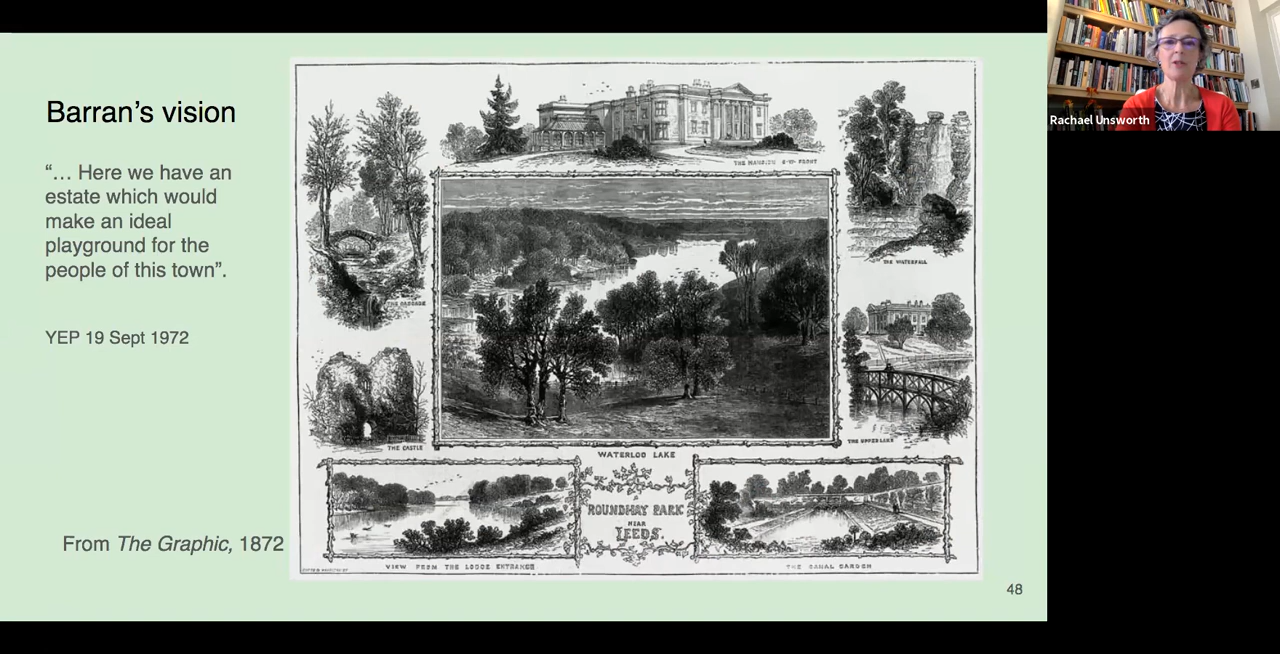 Barran’s vision
“… Here we have an
estate which would
make an ideal
playground for the
people of this town”.
YEP 19 Sept 1972
From The Graphic, 1872
THE MANSION S-W- FRONT
THE CASCADE
THE WATERFALL
THE CASTLE
THE UPPER LAKE
WATERLOO LAKE
ROUNDHAY PARK
NEAR
LEEDS.
VIEW FROM THE LODGE ENTRANCE
THE CANAL GARDEN
48
Rachael Unsworth